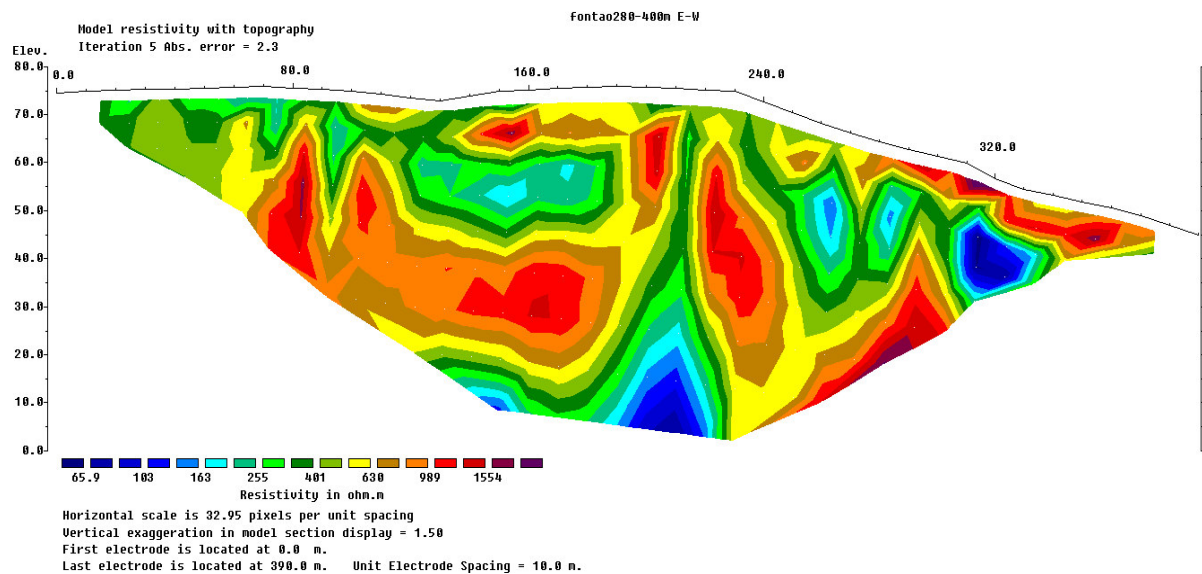 fontao280-400m E-W
Model resistivity with topography
Iteration 5 Abs. error = 2.3
Elev.
80.0
0.0
80.0
160.0
240.0
320.0
70.0
60.0
50.0
40.0
30.0
20.0
10.0
0.0
65.9 103 163 255 401 630 989 1554
Resistivity in ohm.m
Horizontal scale is 32.95 pixels per unit spacing
Vertical exaggeration in model section display = 1.50
First electrode is located at 0.0 m.
Last electrode is located at 390.0 m. Unit Electrode Spacing = 10.0 m.